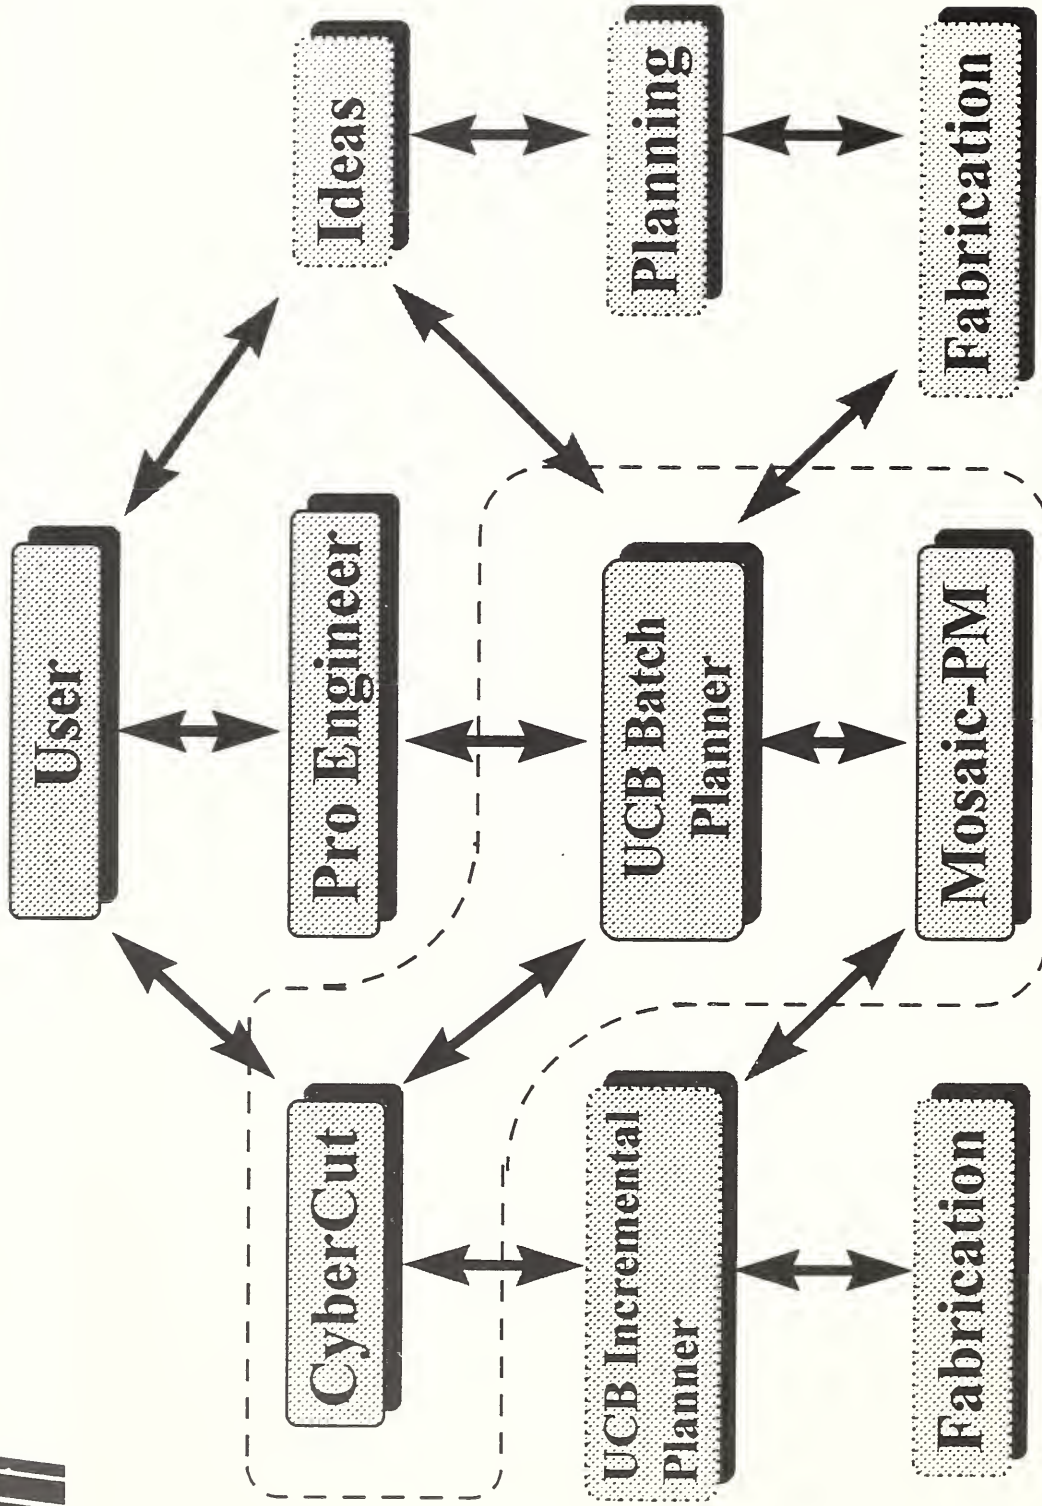 User
CyberCut
Pro Engineer
Ideas
UCB Incremental
Planner
UCB Batch
Planner
Planning
Fabrication
Mosaic-PM
Fabrication